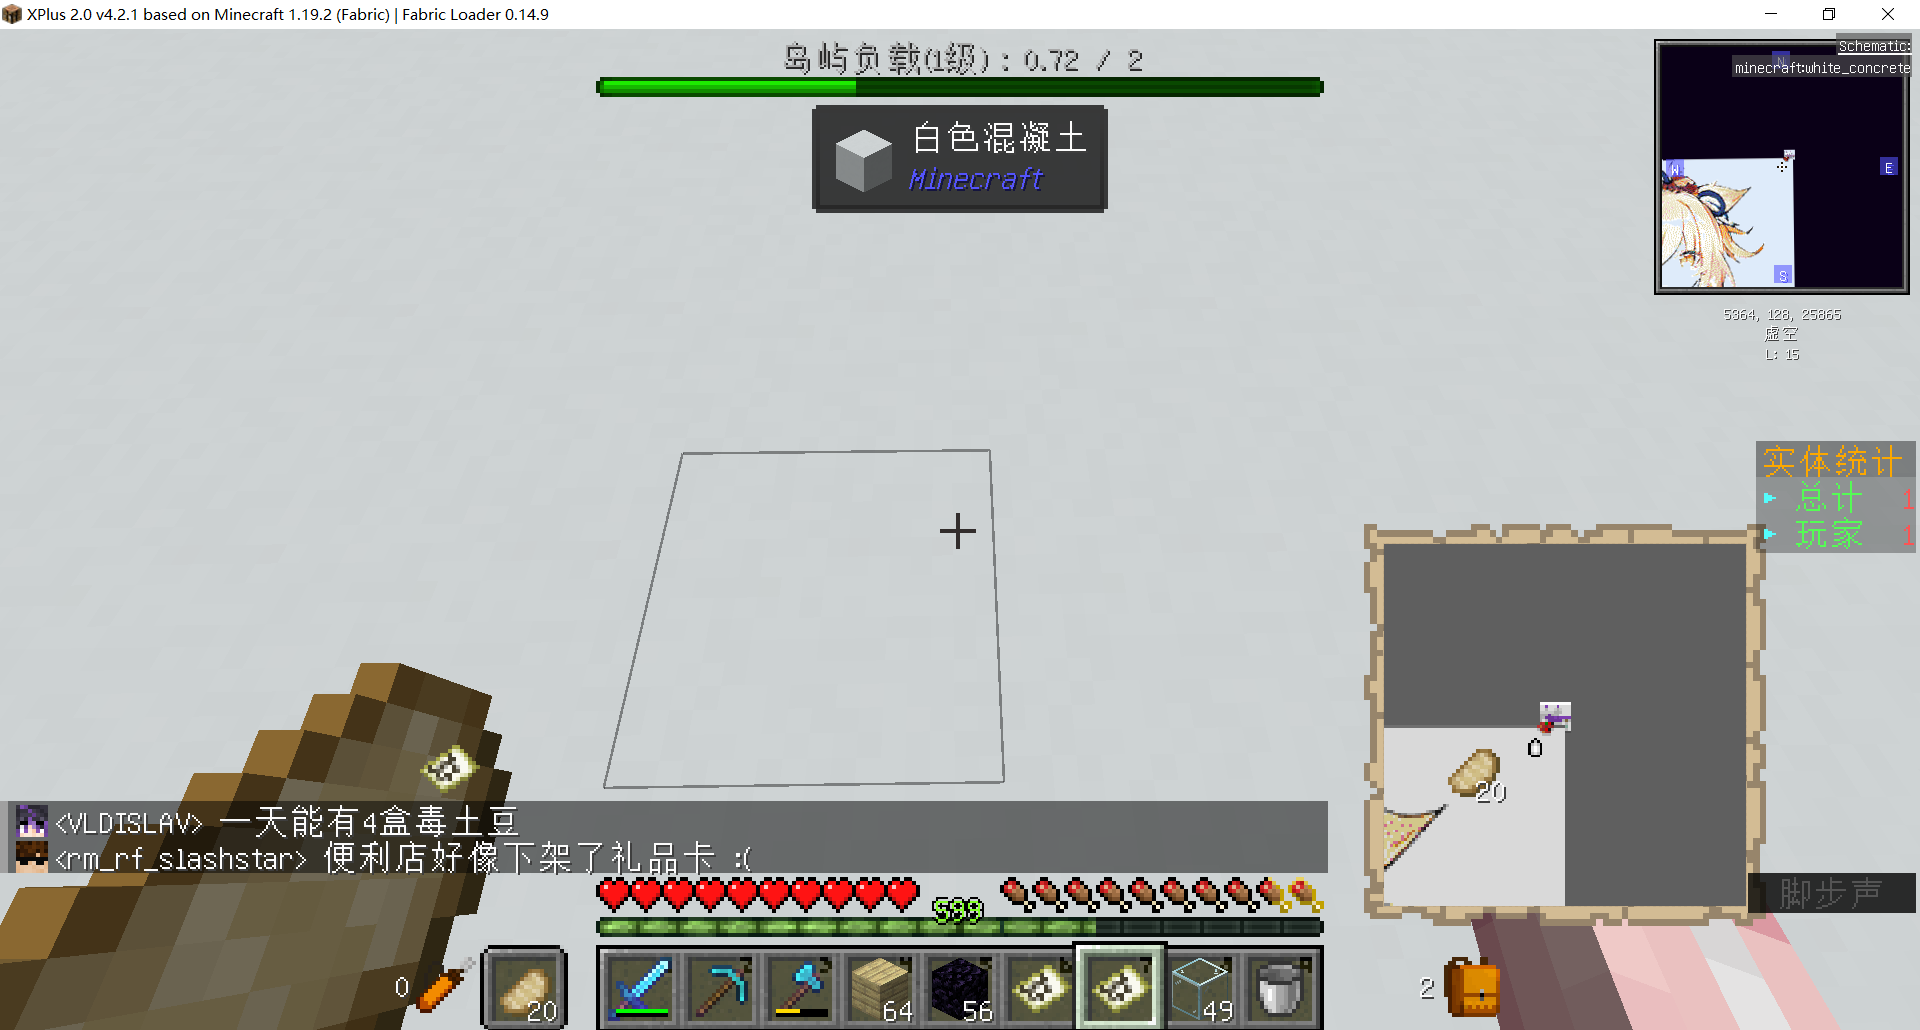 XPlus 2.0 v4.2.1 based on Minecraft 1.19.2 (Fabric) | Fabric Loader 0.14.9
岛屿负载(1级): 0.72 / 2
白色混凝土
Minecraft
Schematic:
minecraft:white_concrete
N
W
E
S
5364, 128, 25865
虚空
L: 15
实体统计
总计 1
玩家 1
20
<VLDISLAV> 一天能有4盒毒土豆
<rm_rf_slashstar> 便利店好像下架了礼品卡 :(
脚步声
599
0
20
64
56
49
2